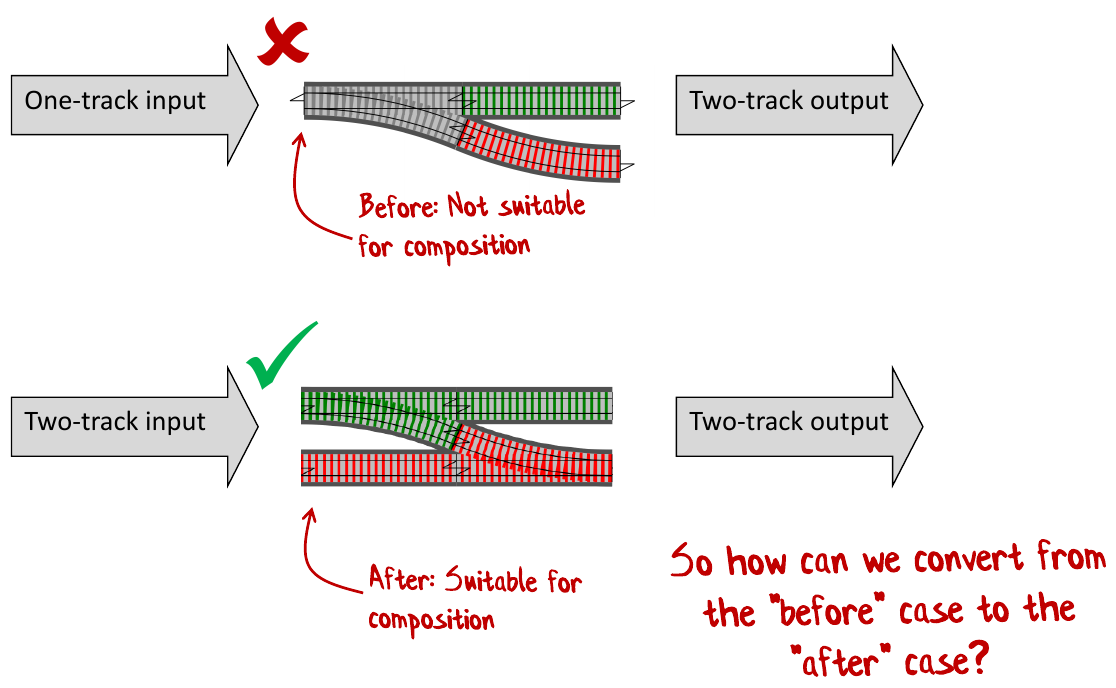 One-track input
Two-track output
Before: Not suitable
for composition
Two-track input
Two-track output
After: Suitable for
composition
So how can we convert from
the "before" case to the
"after" case?